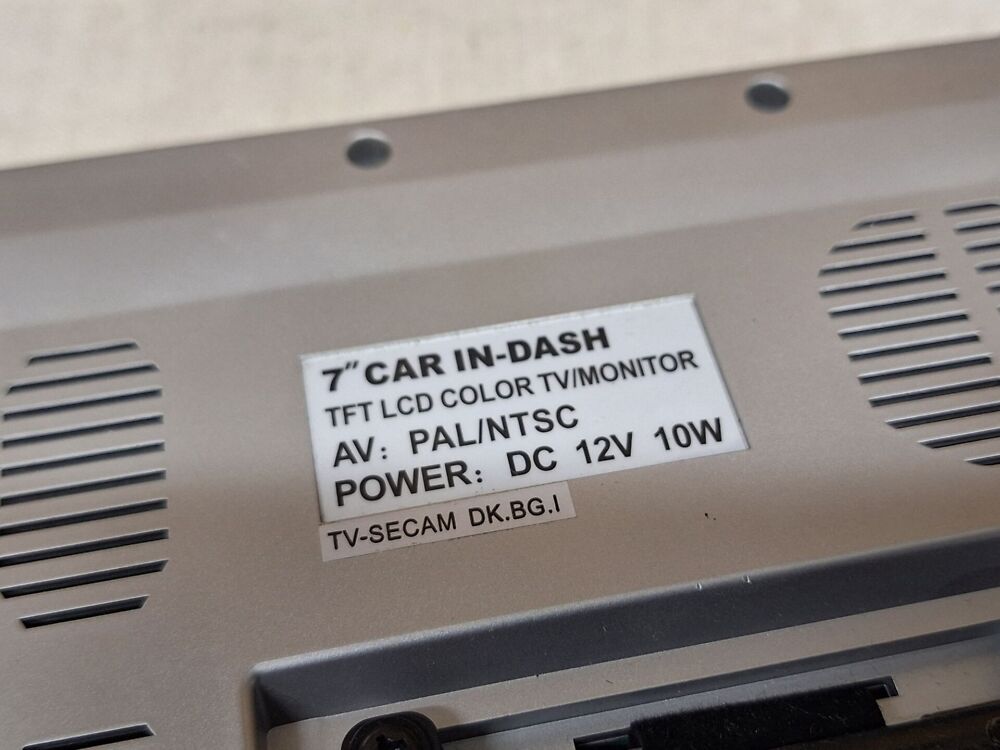 7" CAR IN-DASH
TFT LCD COLOR TV/MONITOR
AV: PAL/NTSC
POWER: DC 12V 10W
TV-SECAM DK.BG.I